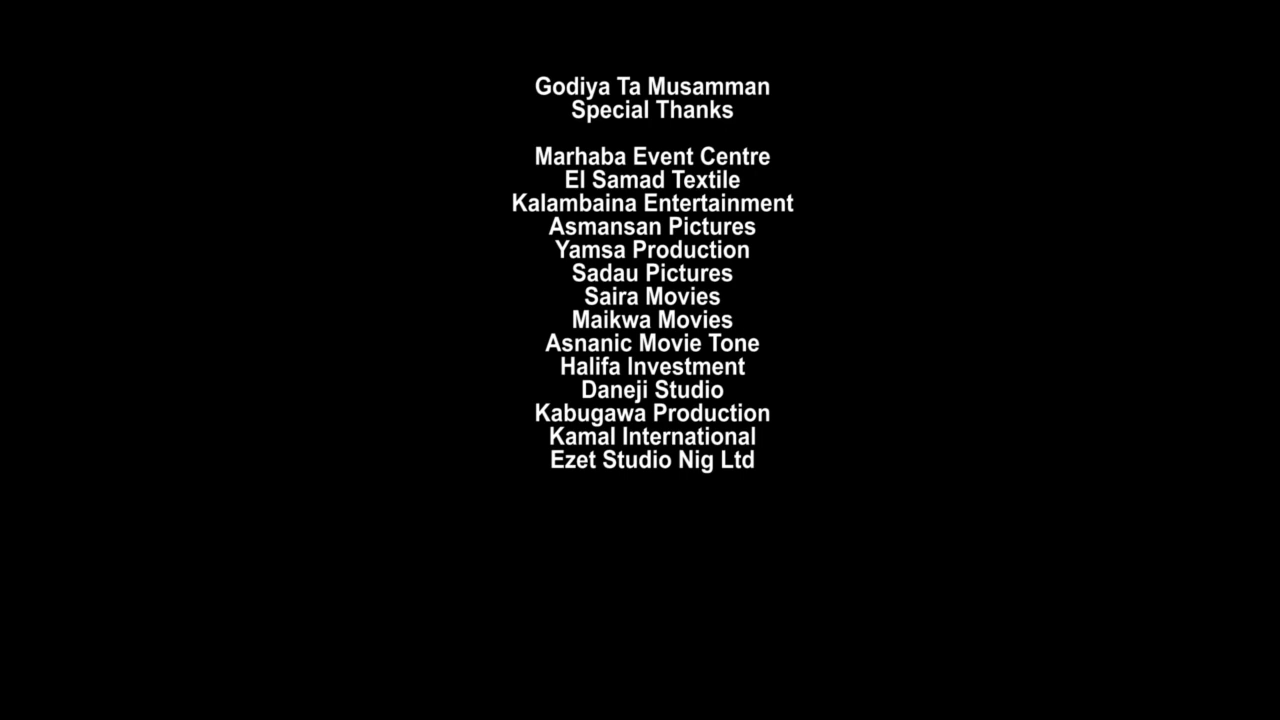 Godiya Ta Musamman
Special Thanks
Marhaba Event Centre
El Samad Textile
Kalambaina Entertainment
Asmansan Pictures
Yamsa Production
Sadau Pictures
Saira Movies
Maikwa Movies
Asnanic Movie Tone
Halifa Investment
Daneji Studio
Kabugawa Production
Kamal International
Ezet Studio Nig Ltd